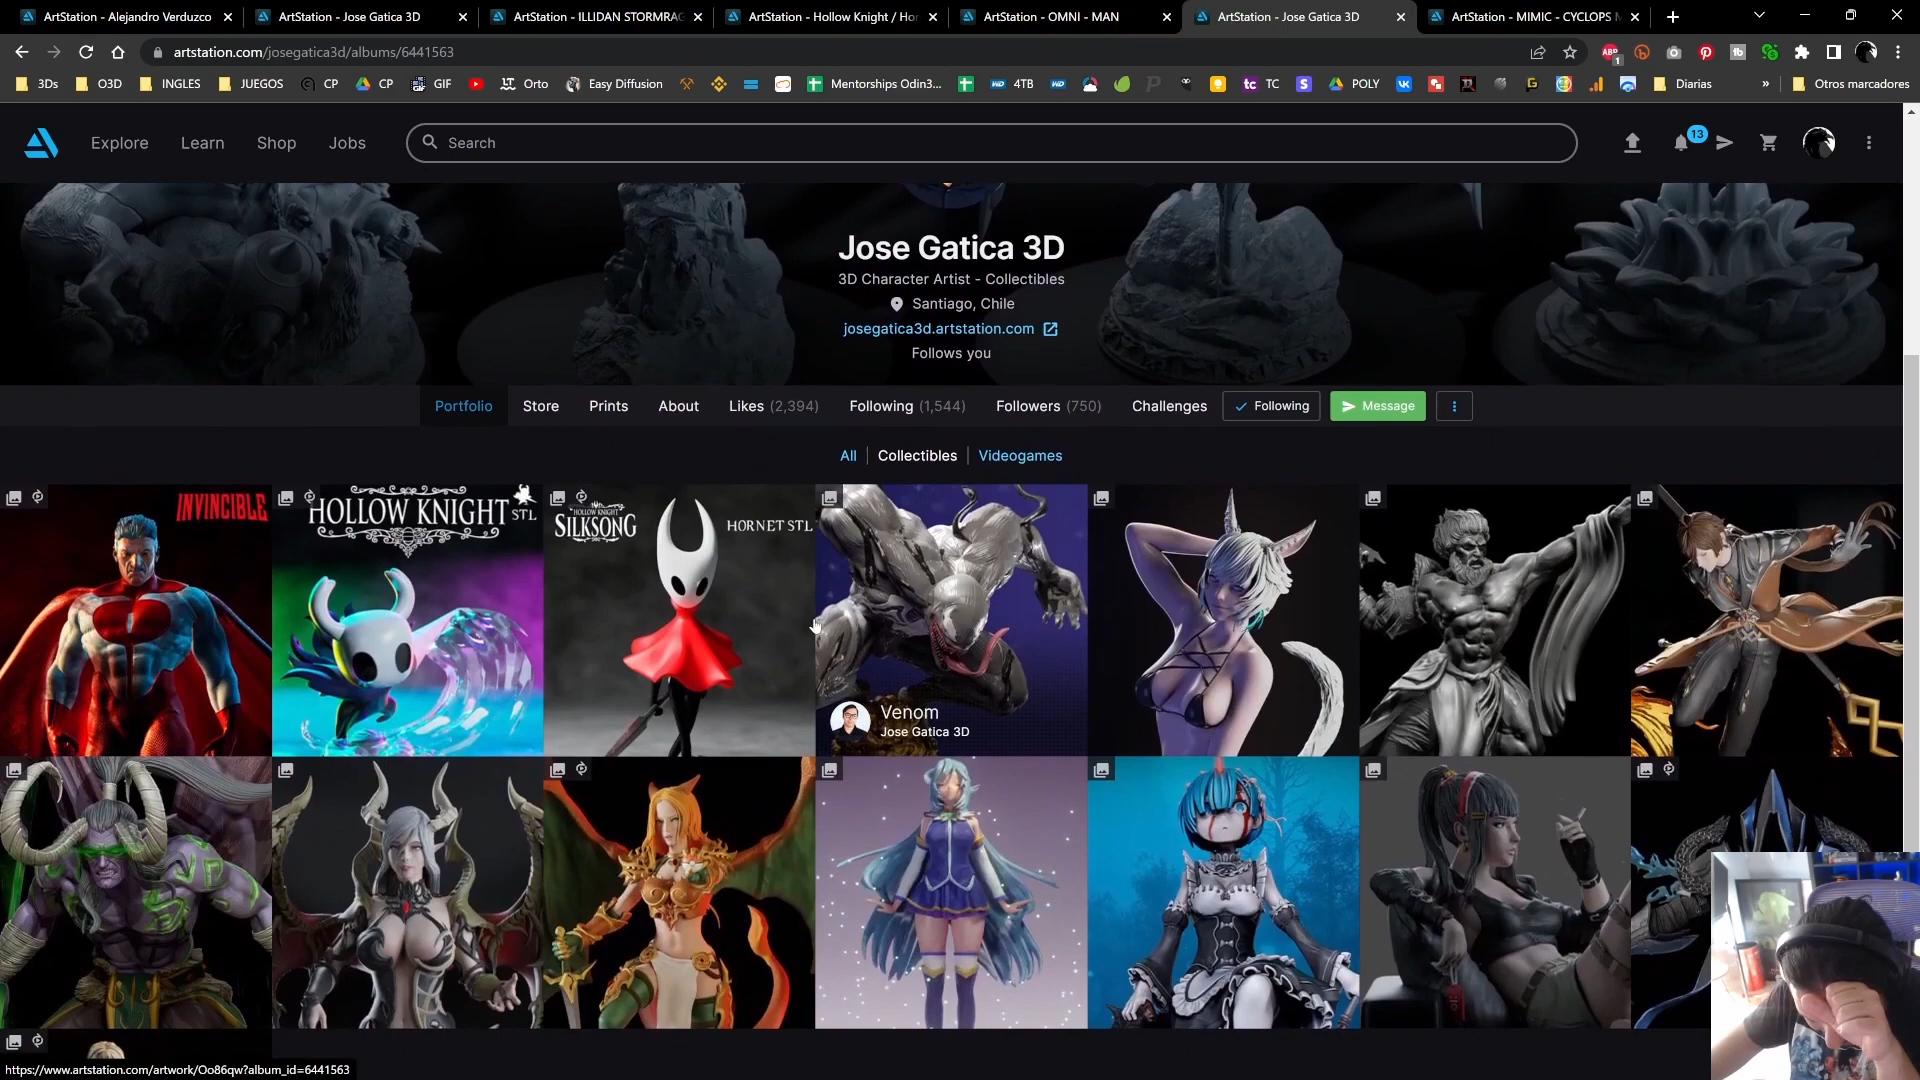 ArtStation - Alejandro Verduzco
ArtStation - Jose Gatica 3D
ArtStation - ILLIDAN STORMRAG
ArtStation - Hollow Knight / Hor
ArtStation - OMNI - MAN
ArtStation - Jose Gatica 3D
ArtStation - MIMIC - CYCLOPS M
artstation.com/josegatica3d/albums/6441563
3Ds O3D INGLES JUEGOS CP CP GIF Orto Easy Diffusion Mentorships Odin3... 4TB TC POLY Diarias » Otros marcadores
Explore Learn Shop Jobs Search 13
Jose Gatica 3D
3D Character Artist - Collectibles
Santiago, Chile
josegatica3d.artstation.com
Follows you
Portfolio Store Prints About Likes (2,394) Following (1,544) Followers (750) Challenges Following Message
All | Collectibles | Videogames
INVINCIBLE
HOLLOW KNIGHT STL
HOLLOW KNIGHT
SILKSONG
HORNET STL
Venom
Jose Gatica 3D
https://www.artstation.com/artwork/Oo86qw?album_id=6441563